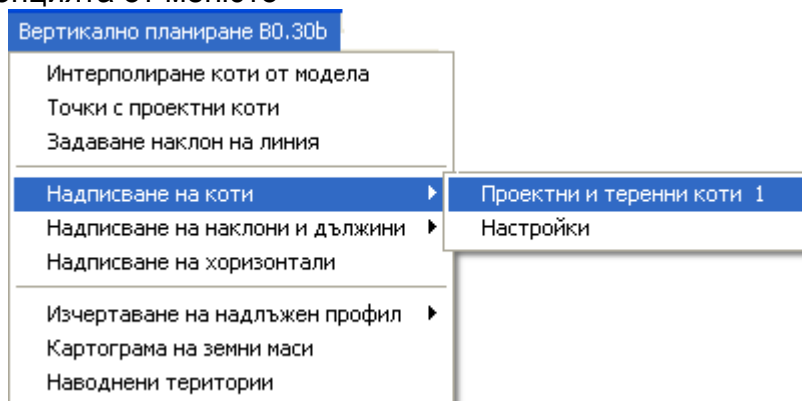 Вертикално планиране B0.30b
Интерполиране коти от модела
Точки с проектни коти
Задаване наклон на линия
Надписване на коти
Проектни и теренни коти 1
Надписване на наклони и дължини
Настройки
Надписване на хоризонтали
Изчертаване на надлъжен профил
Картограма на земни маси
Наводнени територии